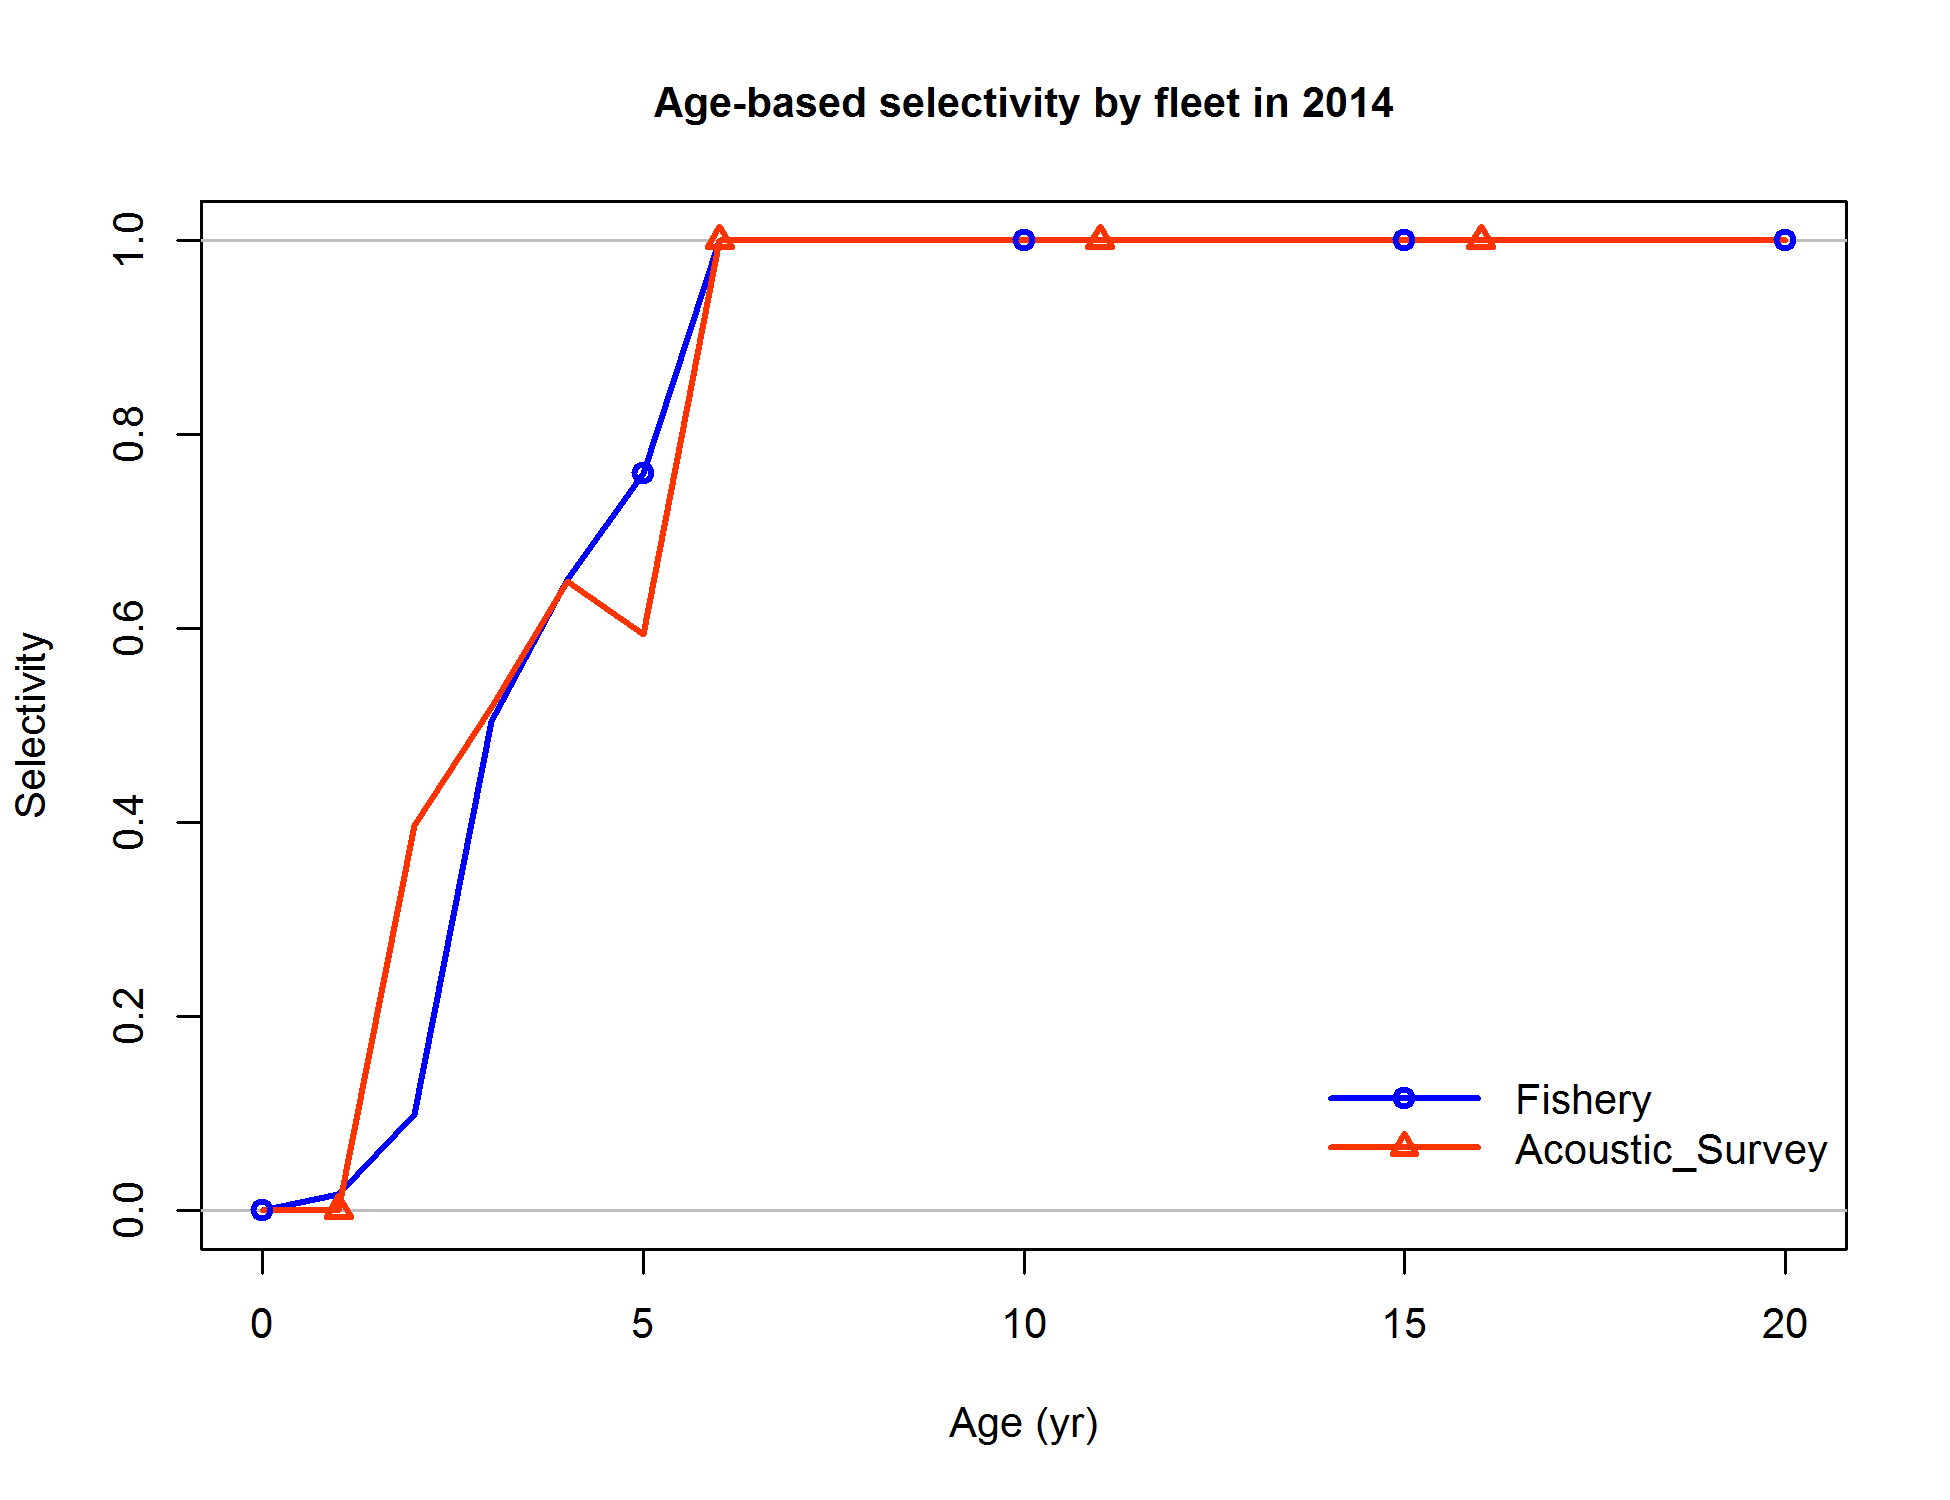 Age-based selectivity by fleet in 2014
Selectivity
1.0
0.8
0.6
0.4
0.2
0.0
Fishery
Acoustic_Survey
0 5 10 15 20
Age (yr)